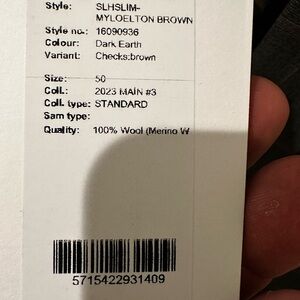 Style: SLHSLIM-
MYLOELTON BROWN
Style no.: 16090936
Colour: Dark Earth
Variant: Checks:brown
Size: 50
Coll.: 2023 MAIN #3
Coll. type: STANDARD
Sam type:
Quality: 100% Wool (Merino W
5715422931409